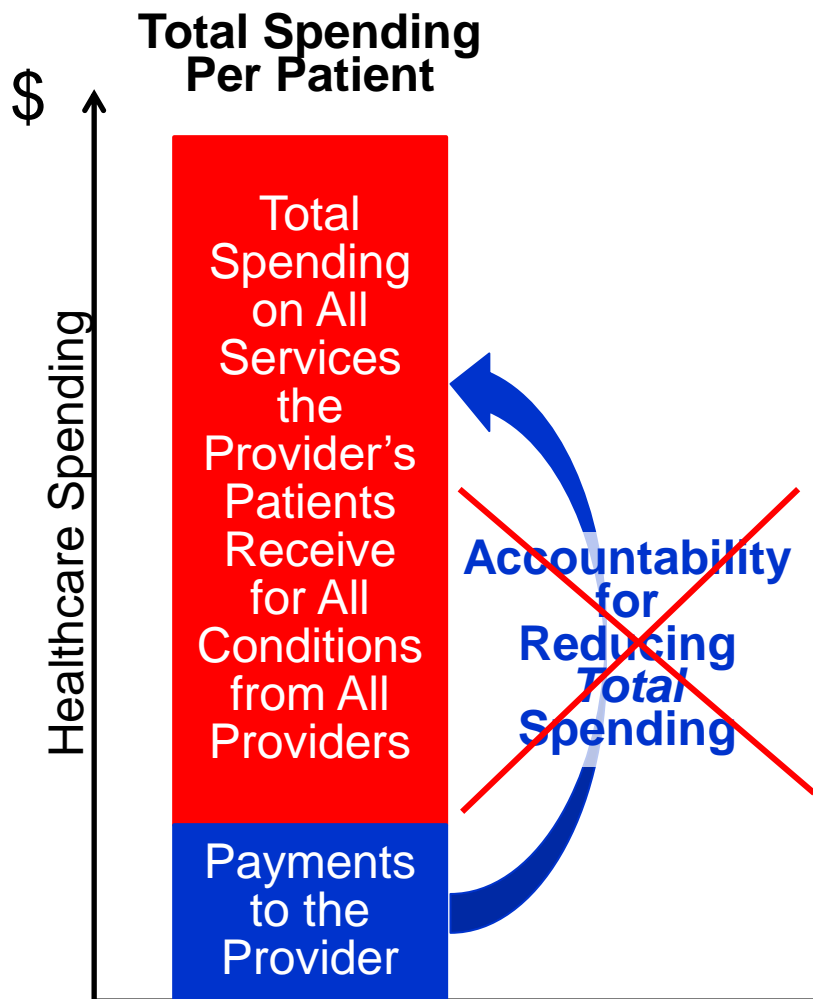 Total Spending
Per Patient
$
Healthcare Spending
Total
Spending
on All
Services
the
Provider’s
Patients
Receive
for All
Conditions
from All
Providers
Accountability
for
Reducing
Total
Spending
Payments
to the
Provider